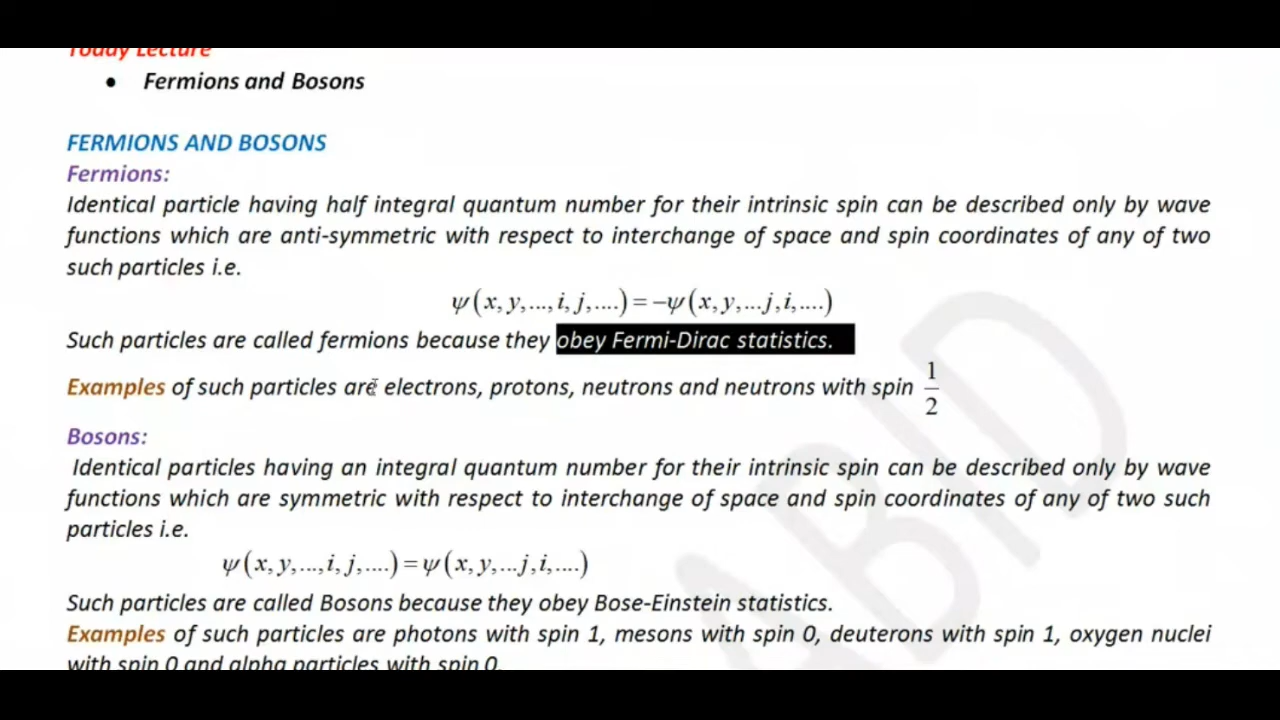 Today Lecture
• Fermions and Bosons
FERMIONS AND BOSONS
Fermions:
Identical particle having half integral quantum number for their intrinsic spin can be described only by wave
functions which are anti-symmetric with respect to interchange of space and spin coordinates of any of two
such particles i.e.
ψ(x, y,..., i, j,....) = −ψ(x, y,...j, i,....)
Such particles are called fermions because they obey Fermi-Dirac statistics.
Examples of such particles are electrons, protons, neutrons and neutrons with spin 1/2
Bosons:
Identical particles having an integral quantum number for their intrinsic spin can be described only by wave
functions which are symmetric with respect to interchange of space and spin coordinates of any of two such
particles i.e.
ψ(x, y,..., i, j,....) = ψ(x, y,...j, i,....)
Such particles are called Bosons because they obey Bose-Einstein statistics.
Examples of such particles are photons with spin 1, mesons with spin 0, deuterons with spin 1, oxygen nuclei
with spin 0 and alpha particles with spin 0.
ABID